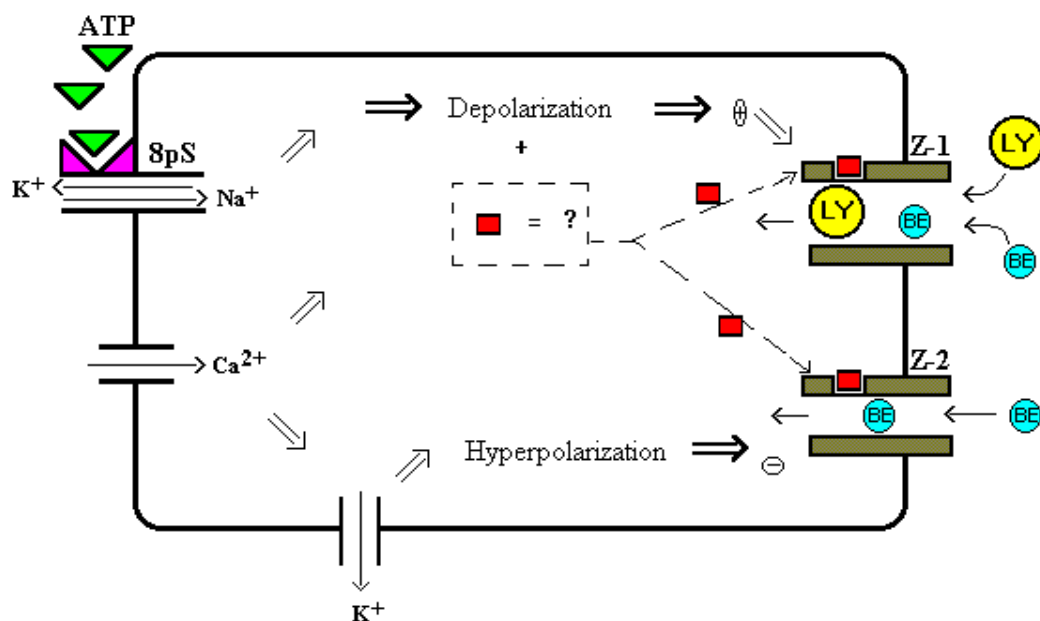 ATP
8pS
K⁺
Na⁺
Ca²⁺
K⁺
Depolarization
+
= ?
Hyperpolarization
+
−
Z-1
LY
LY
BE
BE
Z-2
BE
BE